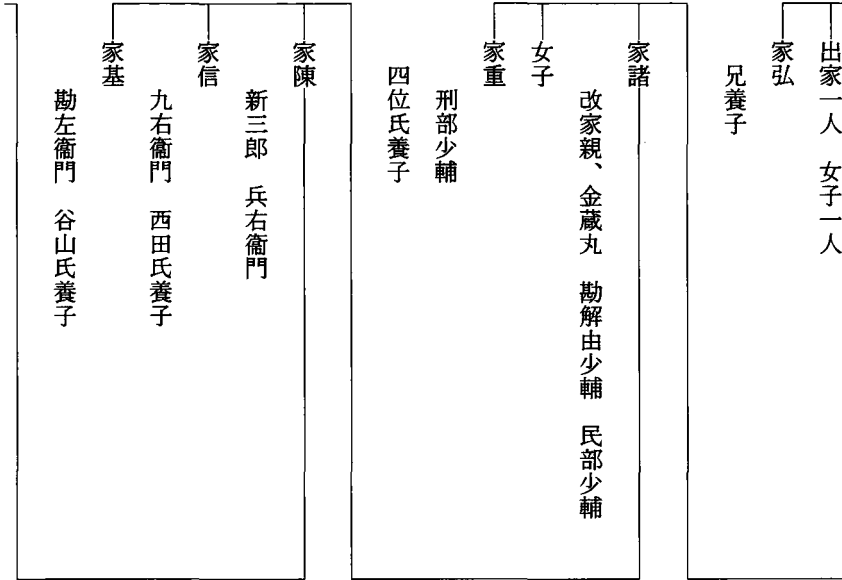 出家一人　女子一人
家弘
兄養子
家諸
改家親、金蔵丸　勘解由少輔　民部少輔
女子
家重
刑部少輔
四位氏養子
家陳
新三郎　兵右衞門
家信
九右衞門　西田氏養子
家基
勘左衞門　谷山氏養子